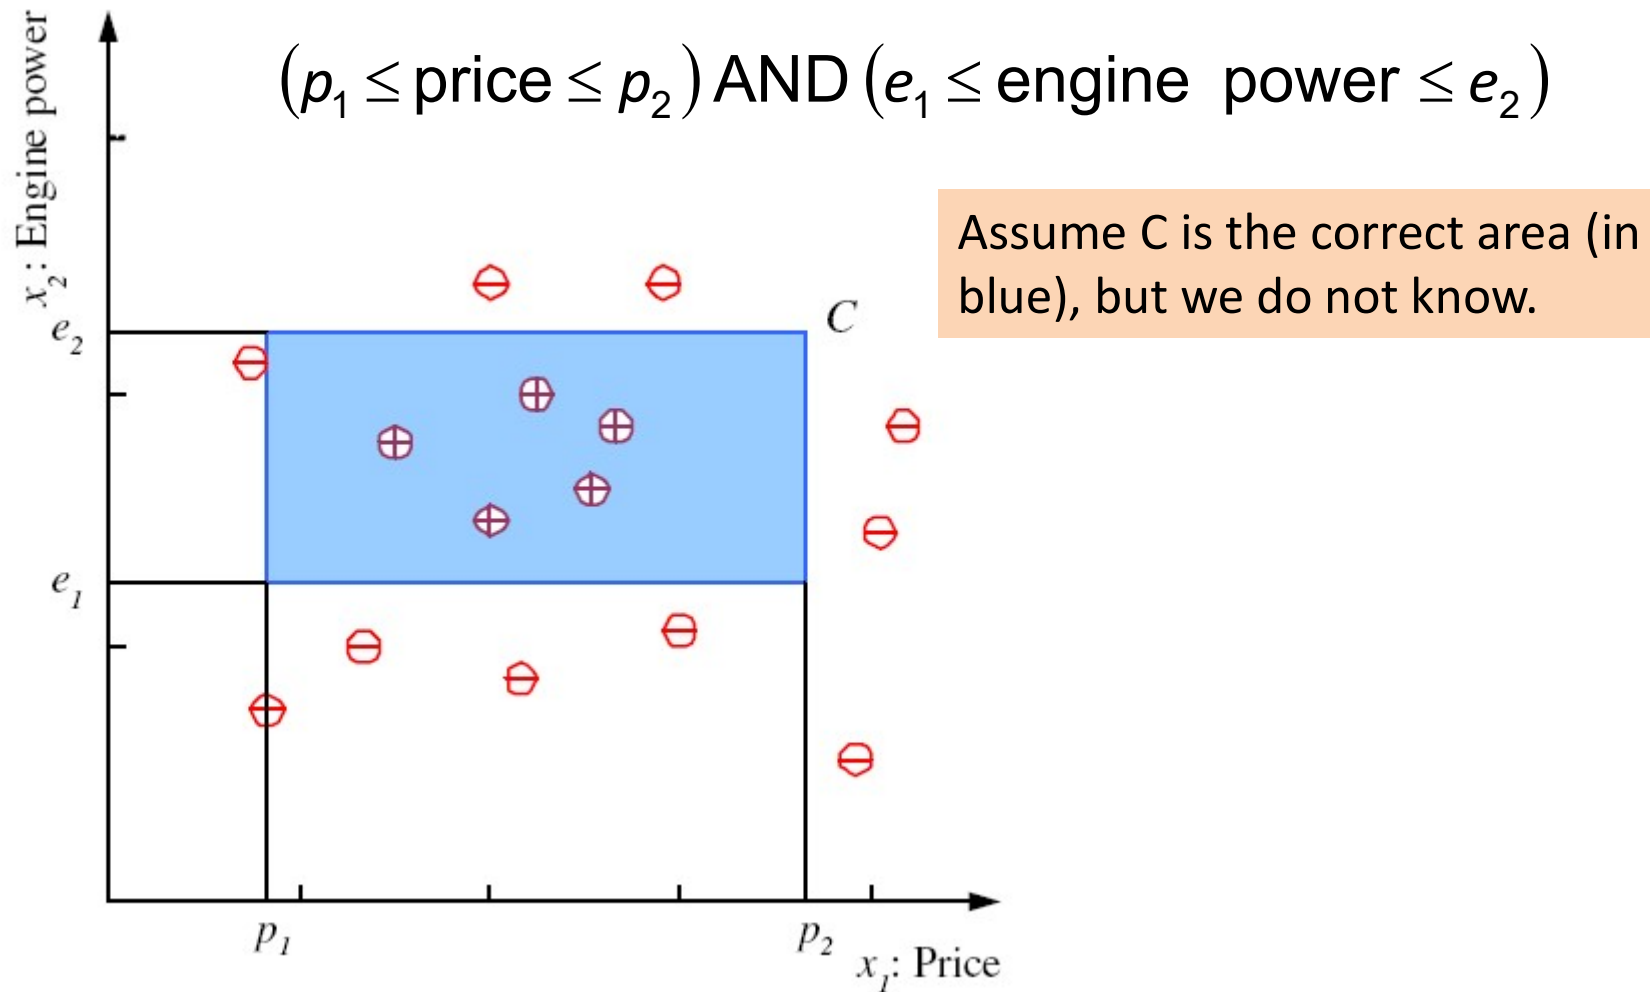 (p₁ ≤ price ≤ p₂) AND (e₁ ≤ engine power ≤ e₂)
x₂: Engine power
Assume C is the correct area (in
blue), but we do not know.
C
e₂
e₁
p₁
p₂
x₁: Price